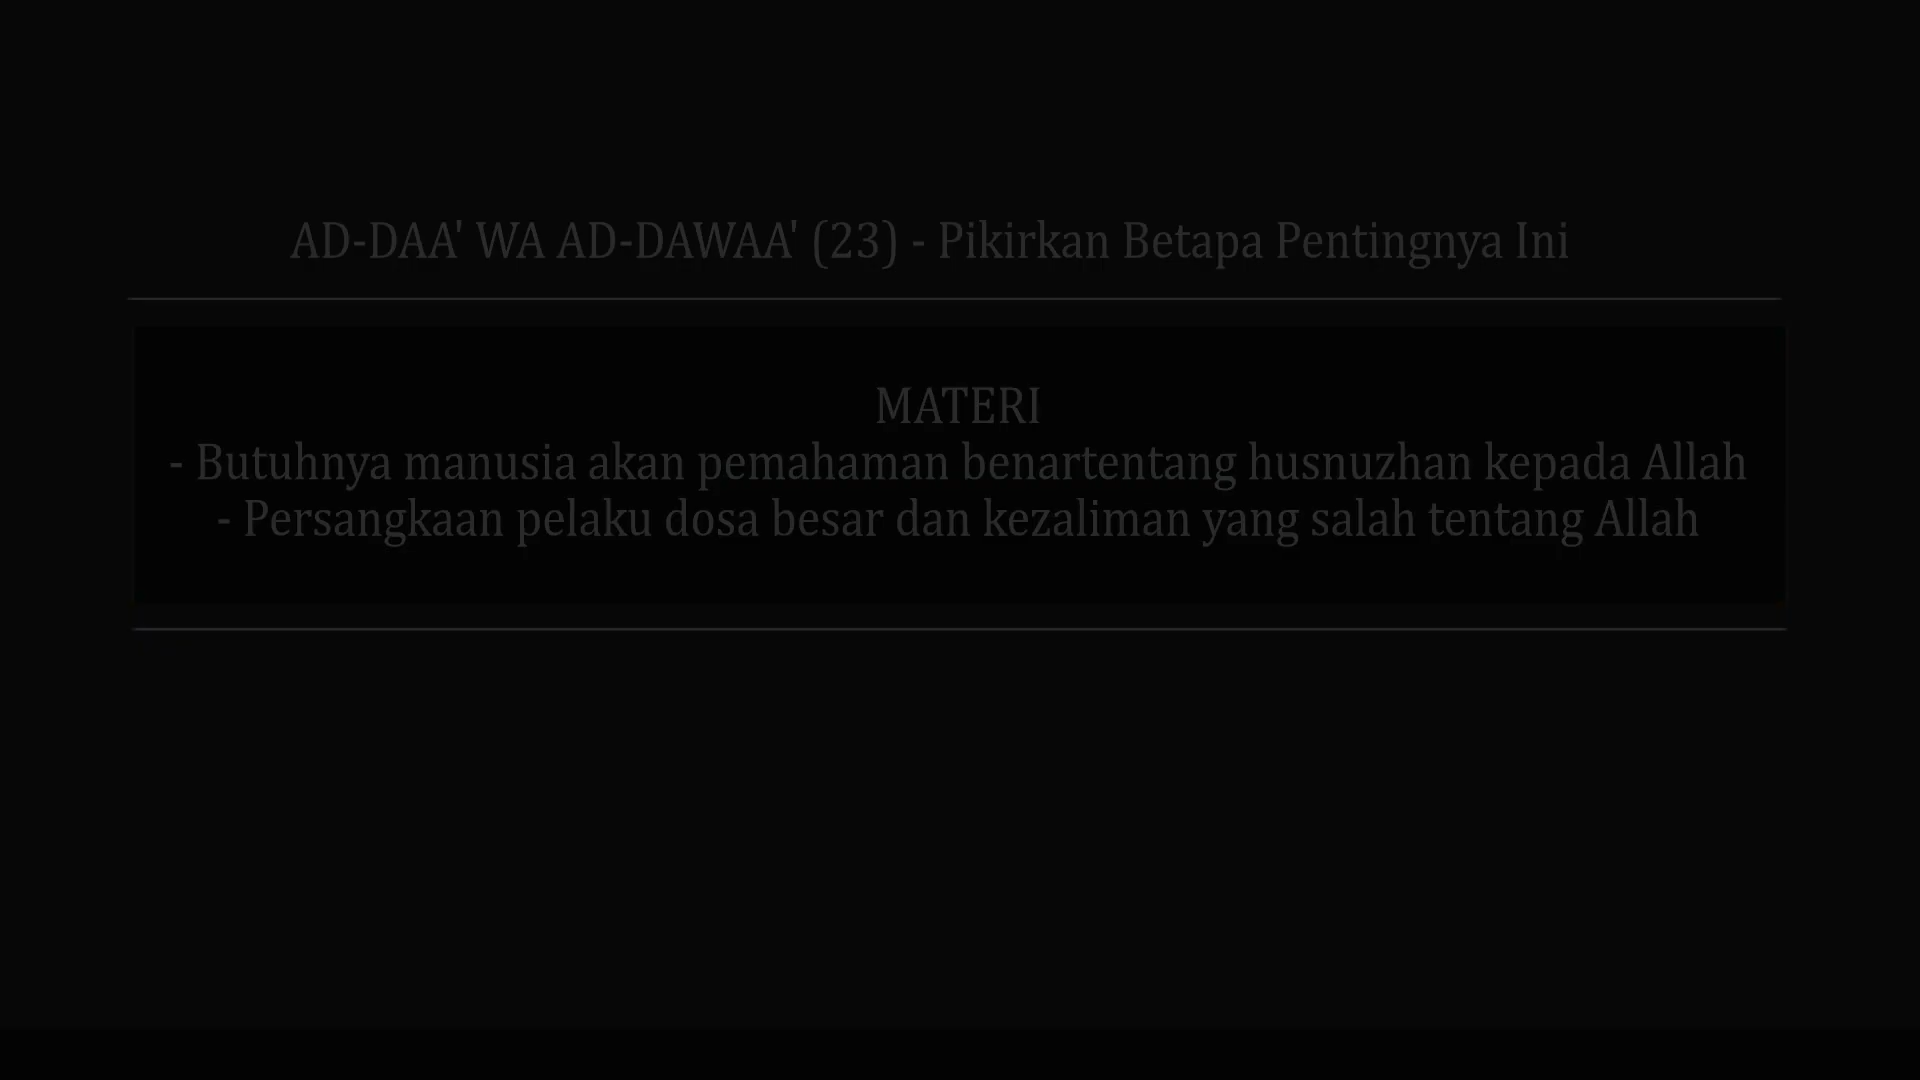 AD-DAA' WA AD-DAWAA' (23) - Pikirkan Betapa Pentingnya Ini
MATERI
- Butuhnya manusia akan pemahaman benartentang husnuzhan kepada Allah
- Persangkaan pelaku dosa besar dan kezaliman yang salah tentang Allah